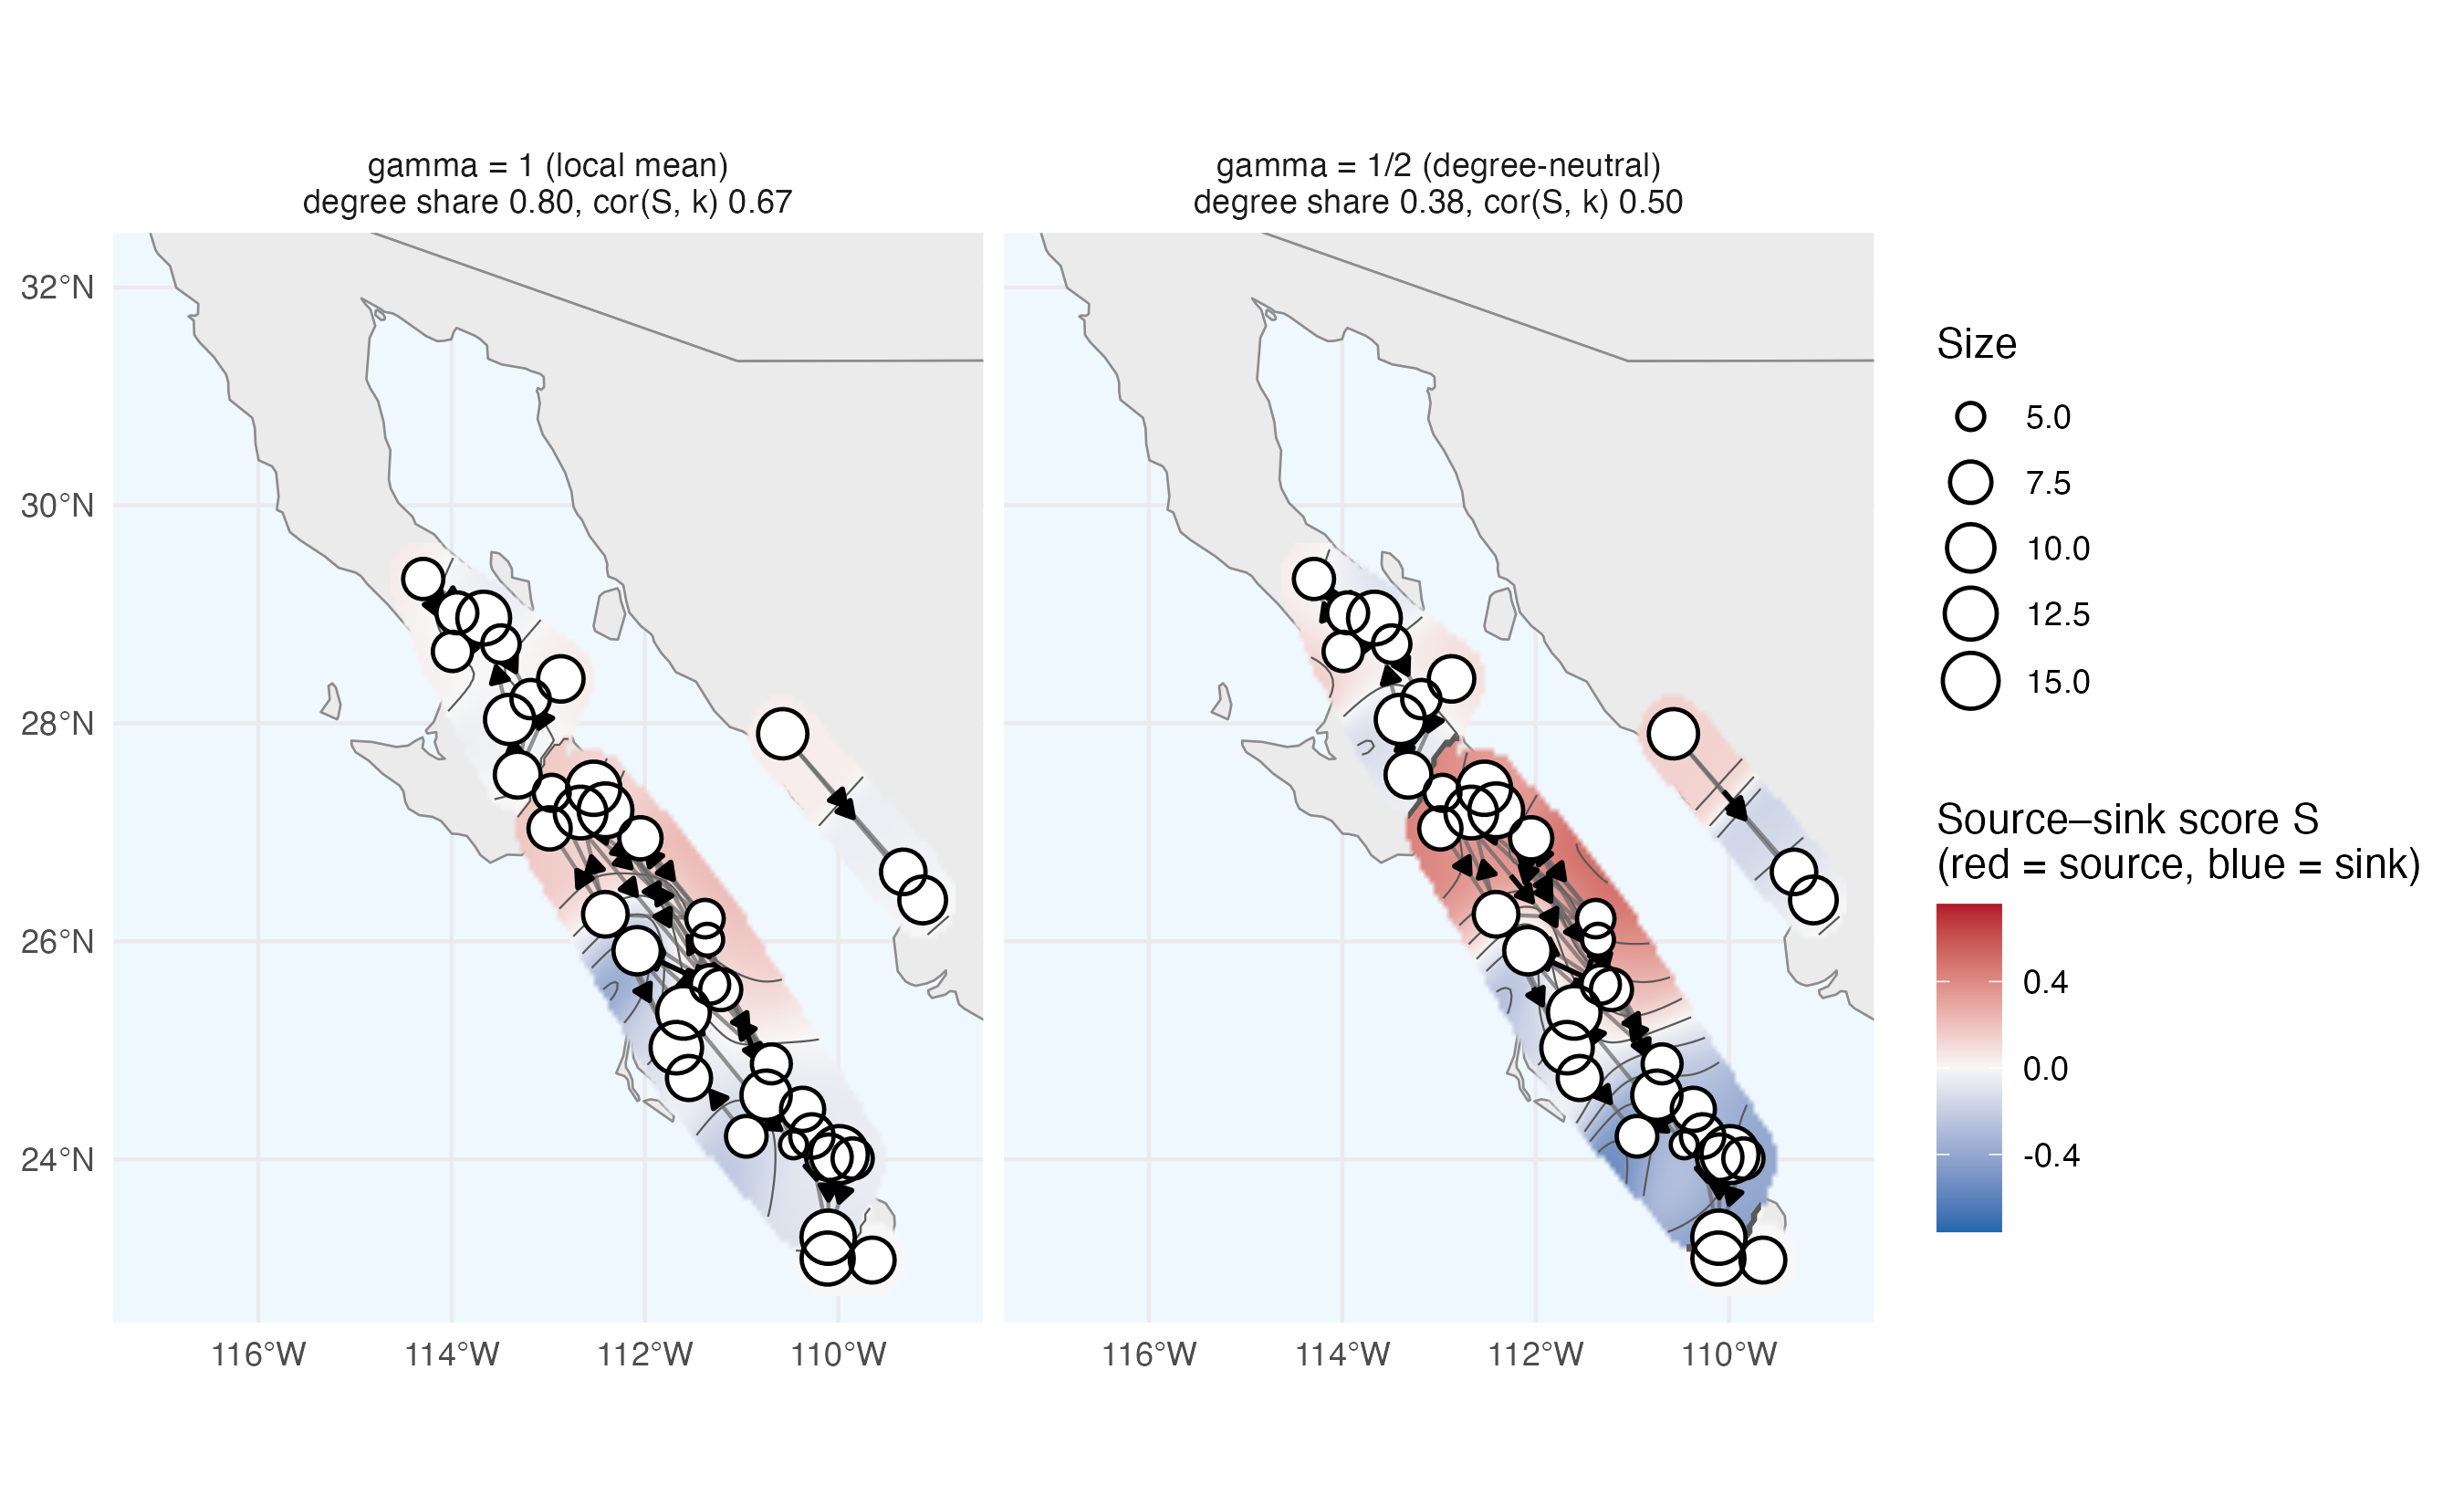 gamma = 1 (local mean)
degree share 0.80, cor(S, k) 0.67
gamma = 1/2 (degree-neutral)
degree share 0.38, cor(S, k) 0.50
32°N
30°N
28°N
26°N
24°N
116°W
114°W
112°W
110°W
116°W
114°W
112°W
110°W
Size
5.0
7.5
10.0
12.5
15.0
Source–sink score S
(red = source, blue = sink)
0.4
0.0
-0.4